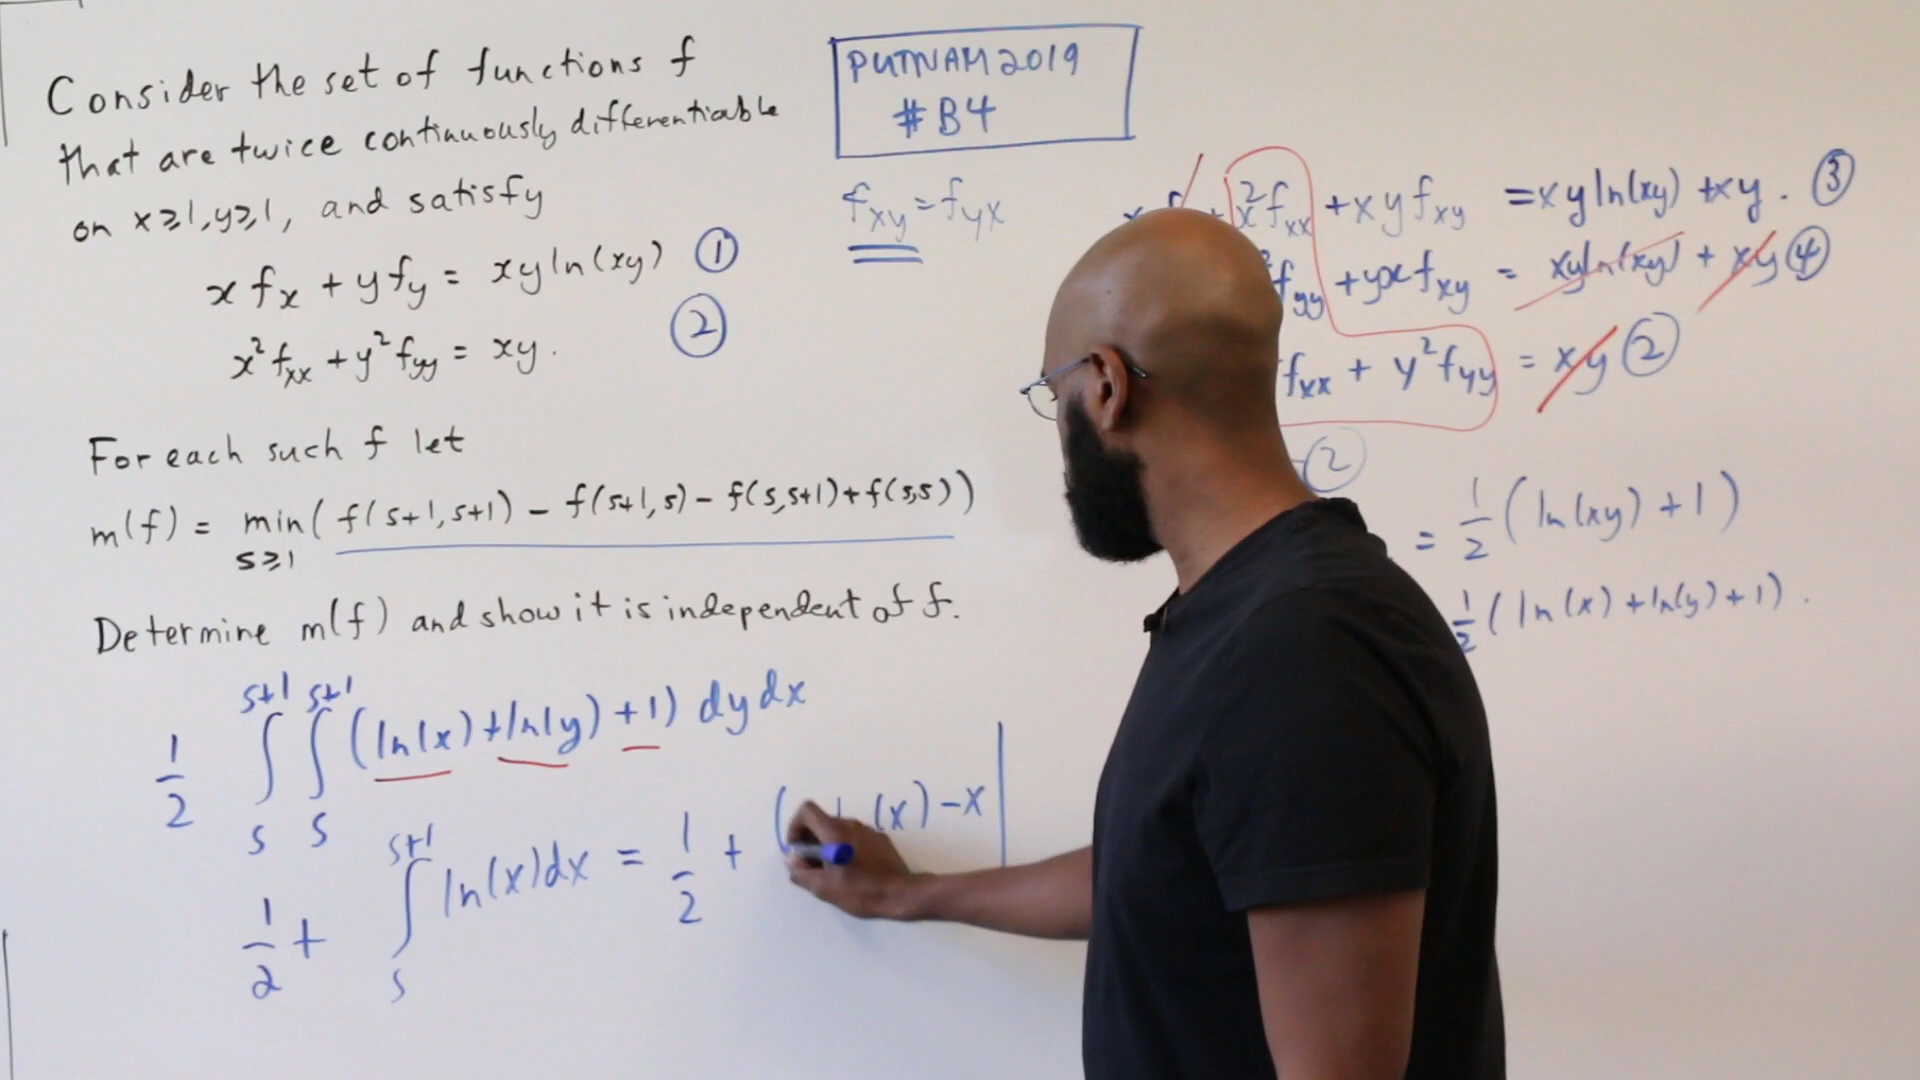 Consider the set of functions f
that are twice continuously differentiable
on x≥1, y≥1, and satisfy
x fx + y fy = xy ln(xy) ①
x² fxx + y² fyy = xy. ②
For each such f let
m(f) = min( f(s+1,s+1) - f(s+1,s) - f(s,s+1) + f(s,s))
s≥1
Determine m(f) and show it is independent of f.
1/2 ∫ s s+1 ∫ s s+1 (ln(x) + ln(y) + 1) dy dx
1/2 + ∫ s s+1 ln(x) dx = 1/2 + ( (x) - x |
PUTNAM 2019
# B4
fxy = fyx
+ x² fxx + xy fxy = xy ln(xy) + xy. ③
fyy + yx fxy = xy ln(xy) + xy ④
fxx + y² fyy = xy ②
- ②
= 1/2 (ln(xy) + 1)
1/2 (ln(x) + ln(y) + 1).